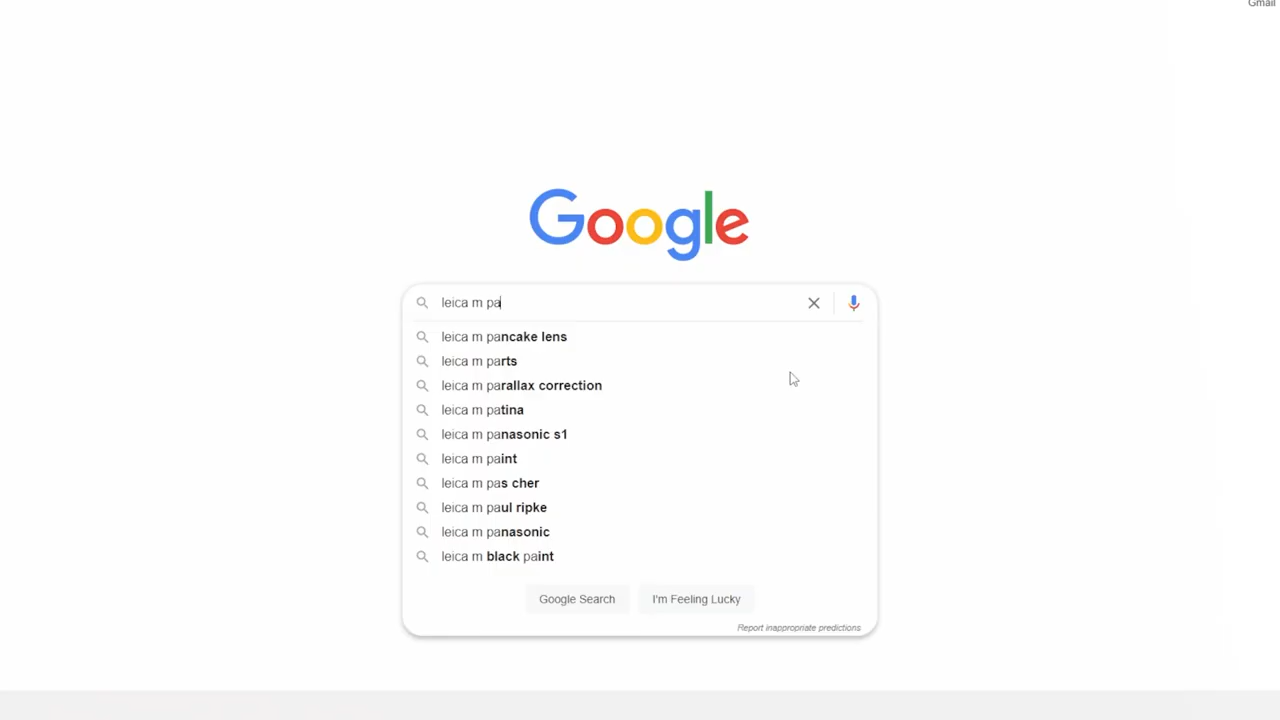 Gmail
Google
leica m pa
leica m pancake lens
leica m parts
leica m parallax correction
leica m patina
leica m panasonic s1
leica m paint
leica m pas cher
leica m paul ripke
leica m panasonic
leica m black paint
Google Search I'm Feeling Lucky
Report inappropriate predictions